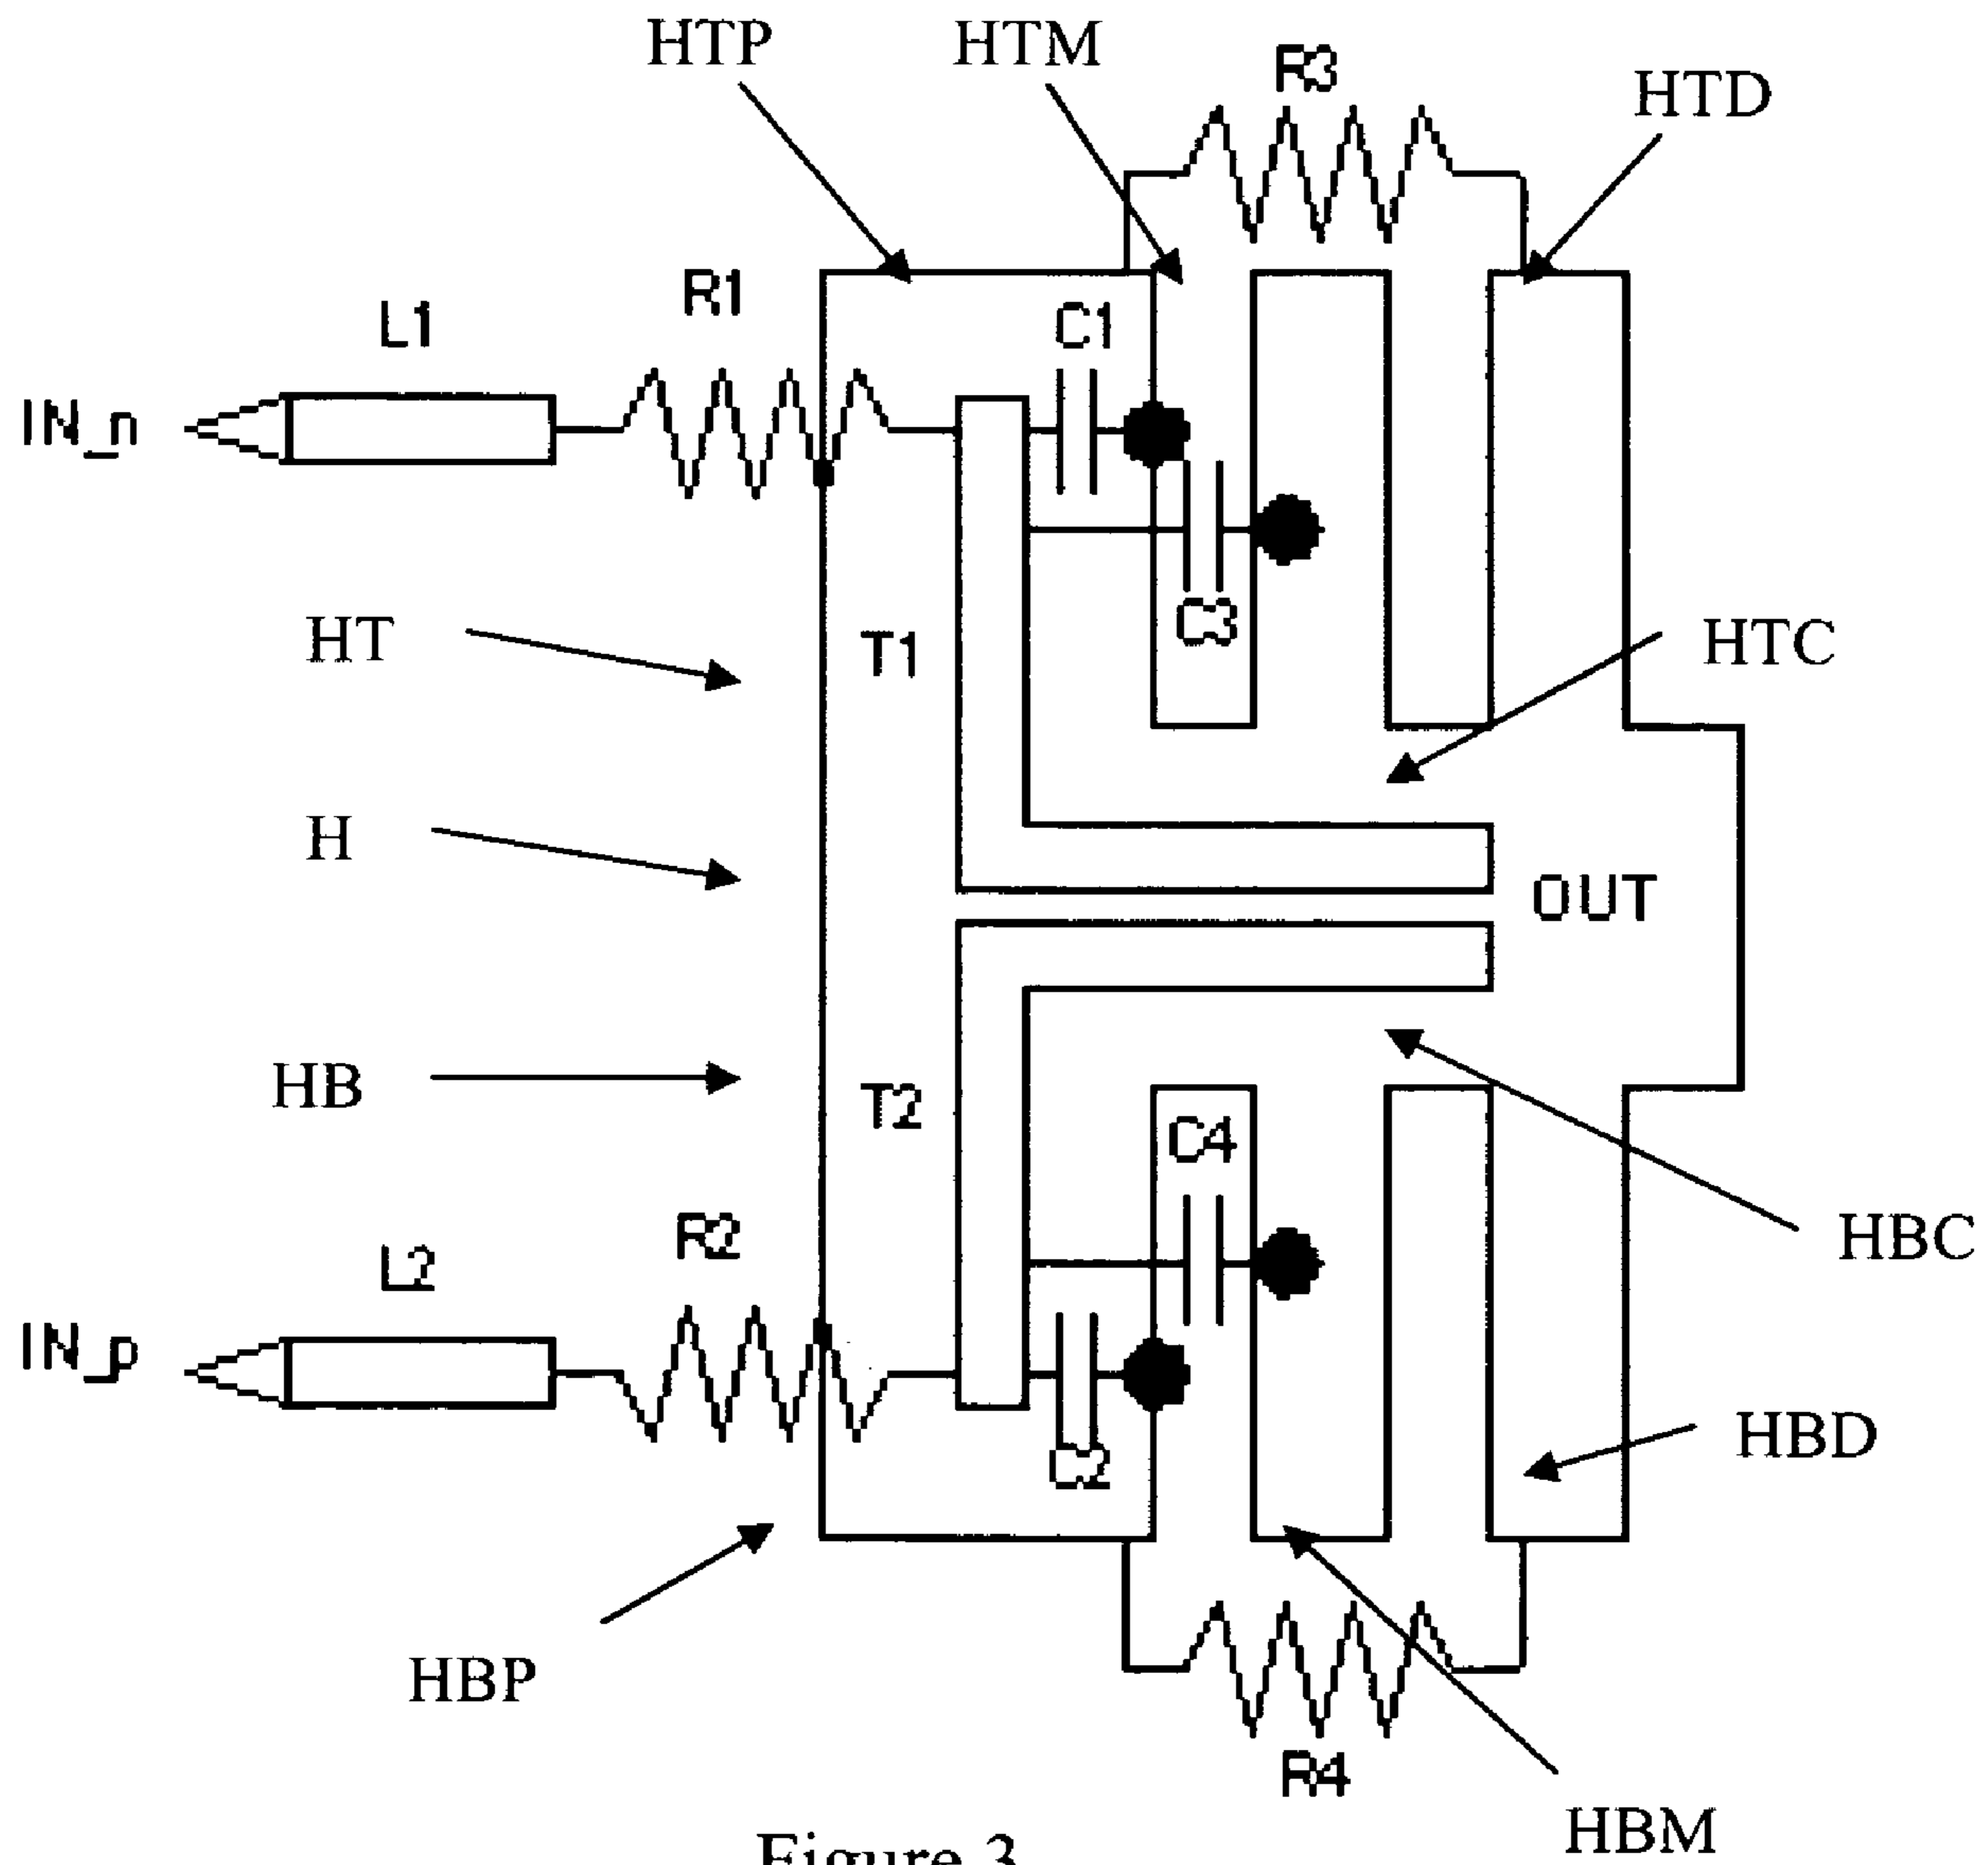 HTP
HTM
R3
HTD
L1
R1
C1
IN_n
HT
T1
C3
HTC
H
OUT
HB
T2
C4
L2
R2
HBC
IN_p
C2
HBD
HBP
R4
HBM
Figure 3